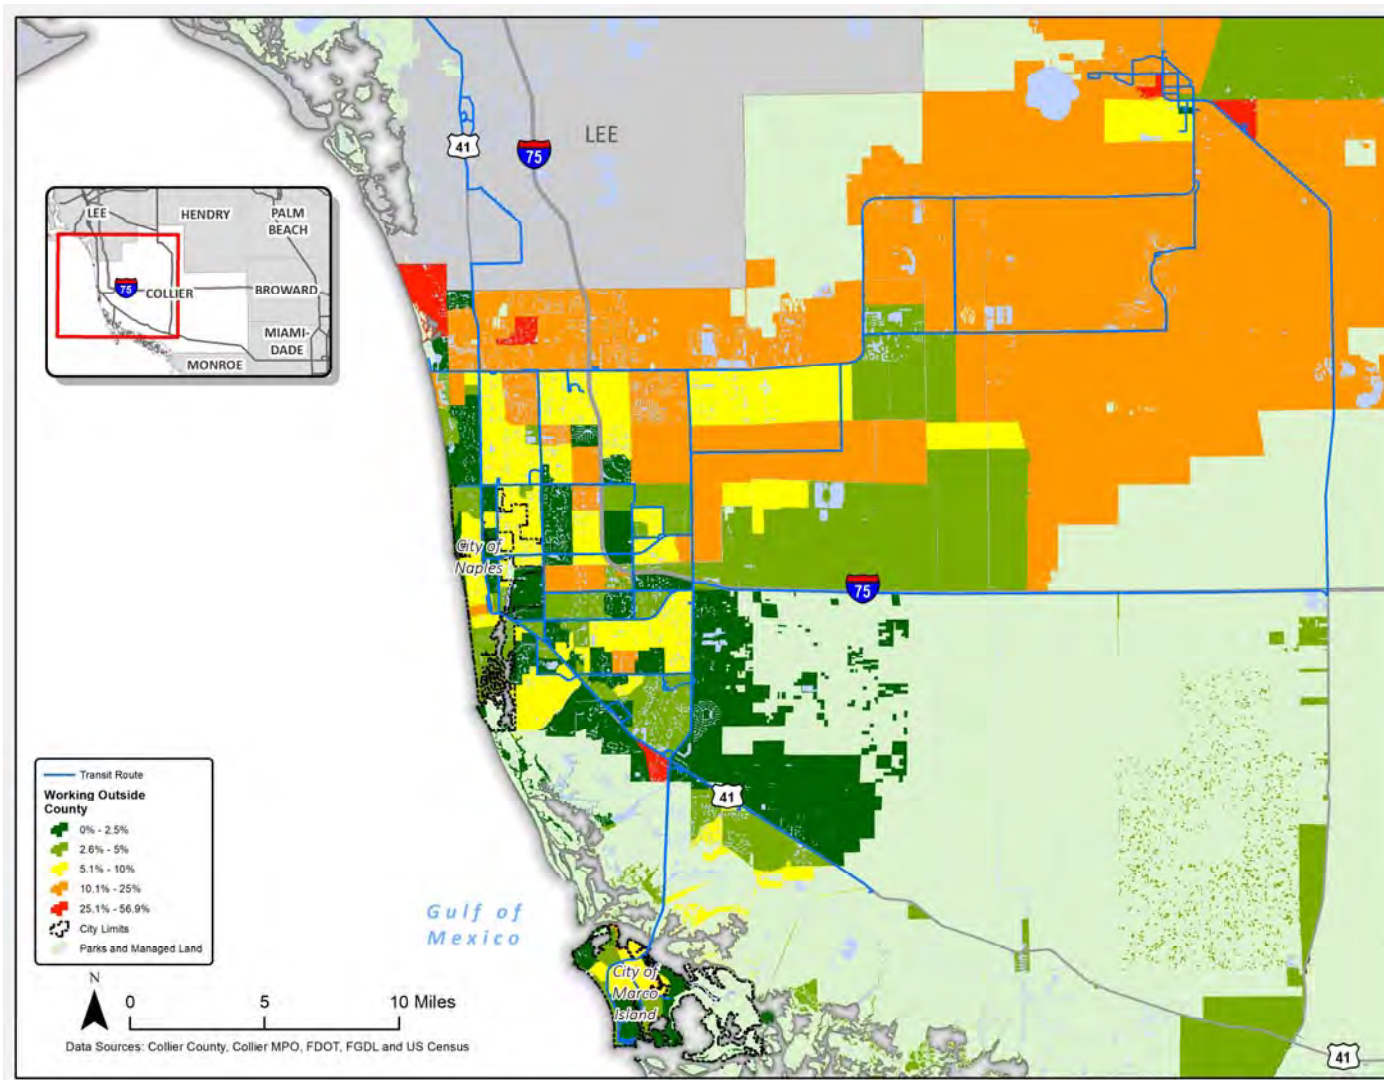 LEE
41
75
LEE
HENDRY
PALM
BEACH
75
COLLIER
BROWARD
MIAMI-
DADE
MONROE
City of
Naples
75
41
Transit Route
Working Outside
County
0% - 2.5%
2.6% - 5%
5.1% - 10%
10.1% - 25%
25.1% - 56.9%
City Limits
Parks and Managed Land
Gulf of
Mexico
City of
Marco
Island
N
0 5 10 Miles
Data Sources: Collier County, Collier MPO, FDOT, FGDL and US Census
41